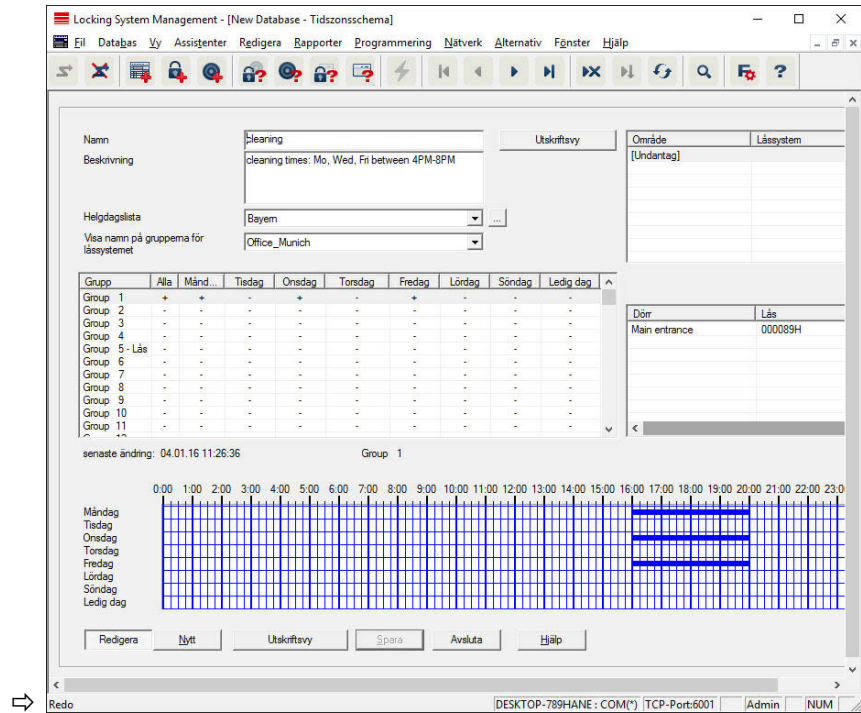 Locking System Management - [New Database - Tidszonsschema]
Fil Databas Vy Assistenter Redigera Rapporter Programmering Nätverk Alternativ Fönster Hjälp
Namn cleaning Utskriftsvy
Beskrivning cleaning times: Mo, Wed, Fri between 4PM-8PM
Område Låssystem
[Undantag]
Helgdagslista Bayern ...
Visa namn på grupperna för låssystemet Office_Munich
Grupp Alla Månd... Tisdag Onsdag Torsdag Fredag Lördag Söndag Ledig dag
Group 1 + + - + - + - - -
Group 2 - - - - - - - - -
Group 3 - - - - - - - - -
Group 4 - - - - - - - - -
Group 5 - Lås - - - - - - - - -
Group 6 - - - - - - - - -
Group 7 - - - - - - - - -
Group 8 - - - - - - - - -
Group 9 - - - - - - - - -
Group 10 - - - - - - - - -
Group 11 - - - - - - - - -
Dörr Lås
Main entrance 000089H
senaste ändring: 04.01.16 11:26:36 Group 1
0:00 1:00 2:00 3:00 4:00 5:00 6:00 7:00 8:00 9:00 10:00 11:00 12:00 13:00 14:00 15:00 16:00 17:00 18:00 19:00 20:00 21:00 22:00 23:0
Måndag
Tisdag
Onsdag
Torsdag
Fredag
Lördag
Söndag
Ledig dag
Redigera Nytt Utskriftsvy Spara Avsluta Hjälp
Redo DESKTOP-789HANE : COM(*) TCP-Port:6001 Admin NUM